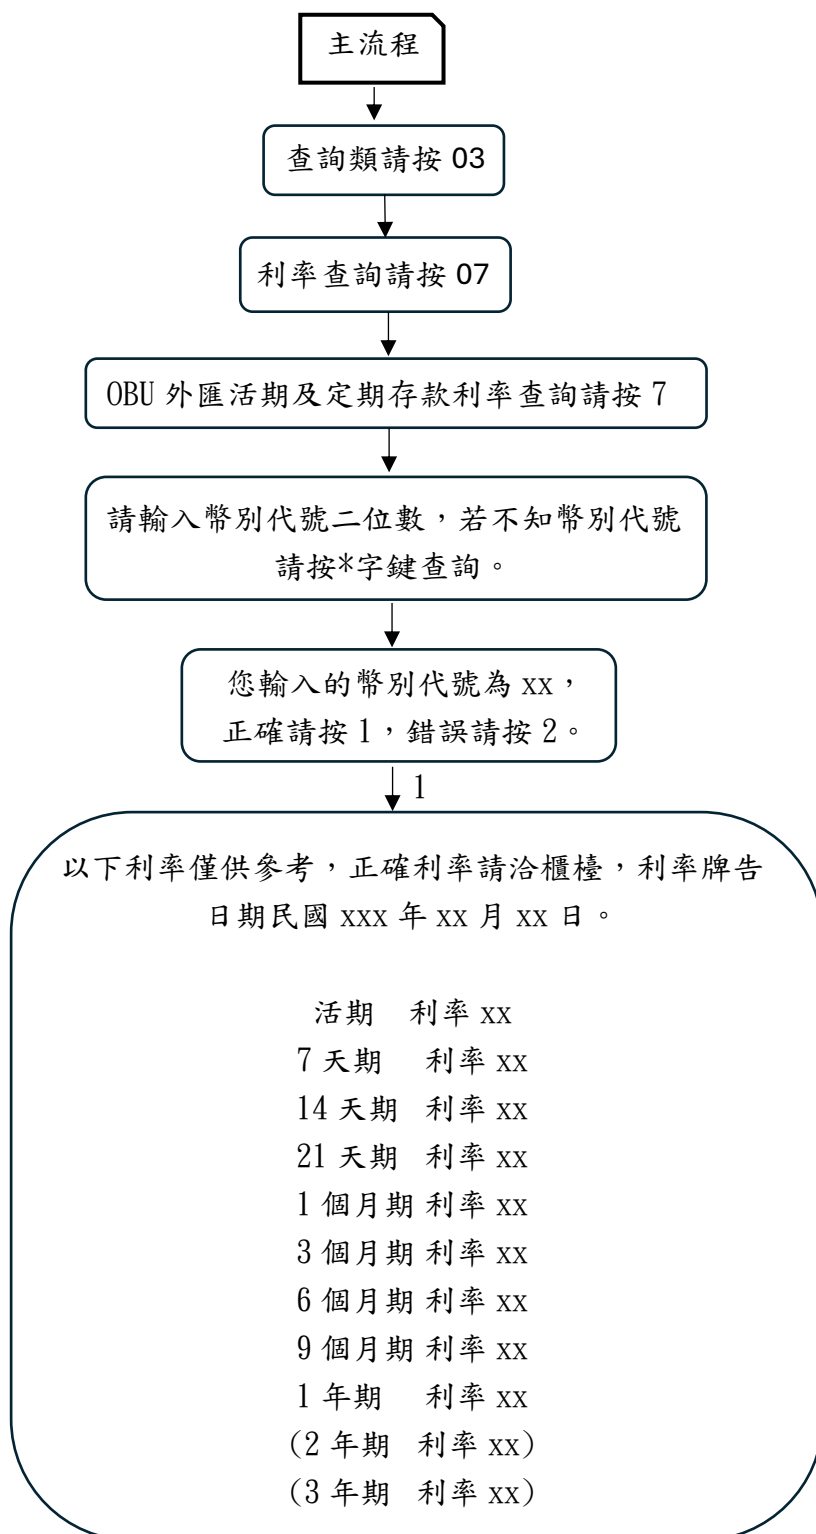 主流程
查詢類請按 03
利率查詢請按 07
OBU 外匯活期及定期存款利率查詢請按 7
請輸入幣別代號二位數，若不知幣別代號
請按*字鍵查詢。
您輸入的幣別代號為 xx，
正確請按 1，錯誤請按 2。
1
以下利率僅供參考，正確利率請洽櫃檯，利率牌告
日期民國 xxx 年 xx 月 xx 日。
活期 利率 xx
7 天期 利率 xx
14 天期 利率 xx
21 天期 利率 xx
1 個月期 利率 xx
3 個月期 利率 xx
6 個月期 利率 xx
9 個月期 利率 xx
1 年期 利率 xx
(2 年期 利率 xx)
(3 年期 利率 xx)